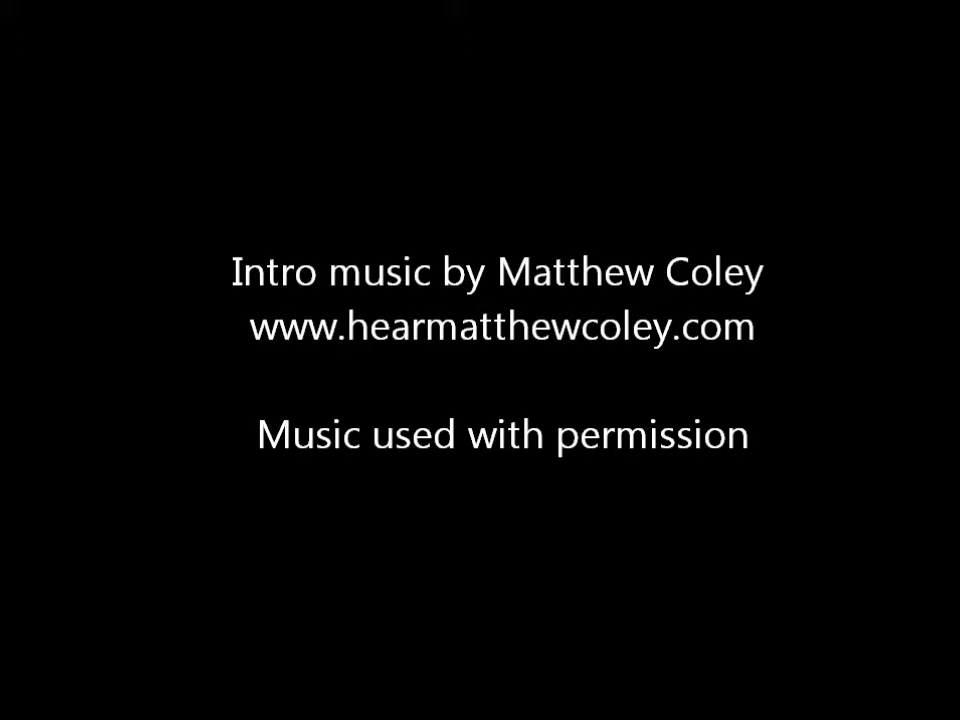 Intro music by Matthew Coley
www.hearmatthewcoley.com
Music used with permission